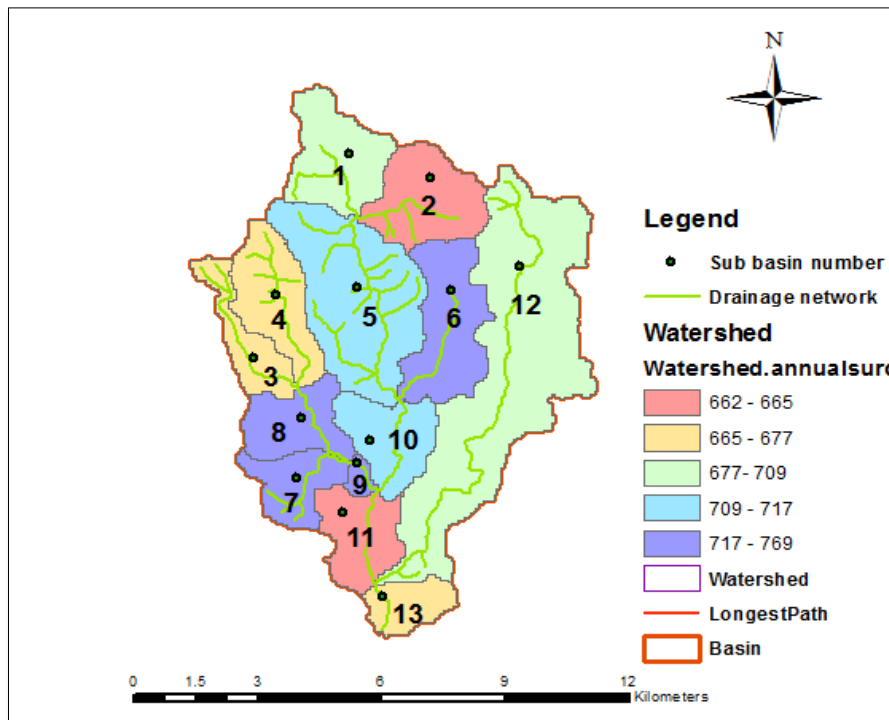 N
1
2
Legend
Sub basin number
12
Drainage network
4
5
6
Watershed
3
Watershed.annualsurc
662 - 665
8
10
665 - 677
9
677- 709
7
709 - 717
11
717 - 769
Watershed
13
LongestPath
Basin
0 1.5 3 6 9 12
Kilometers